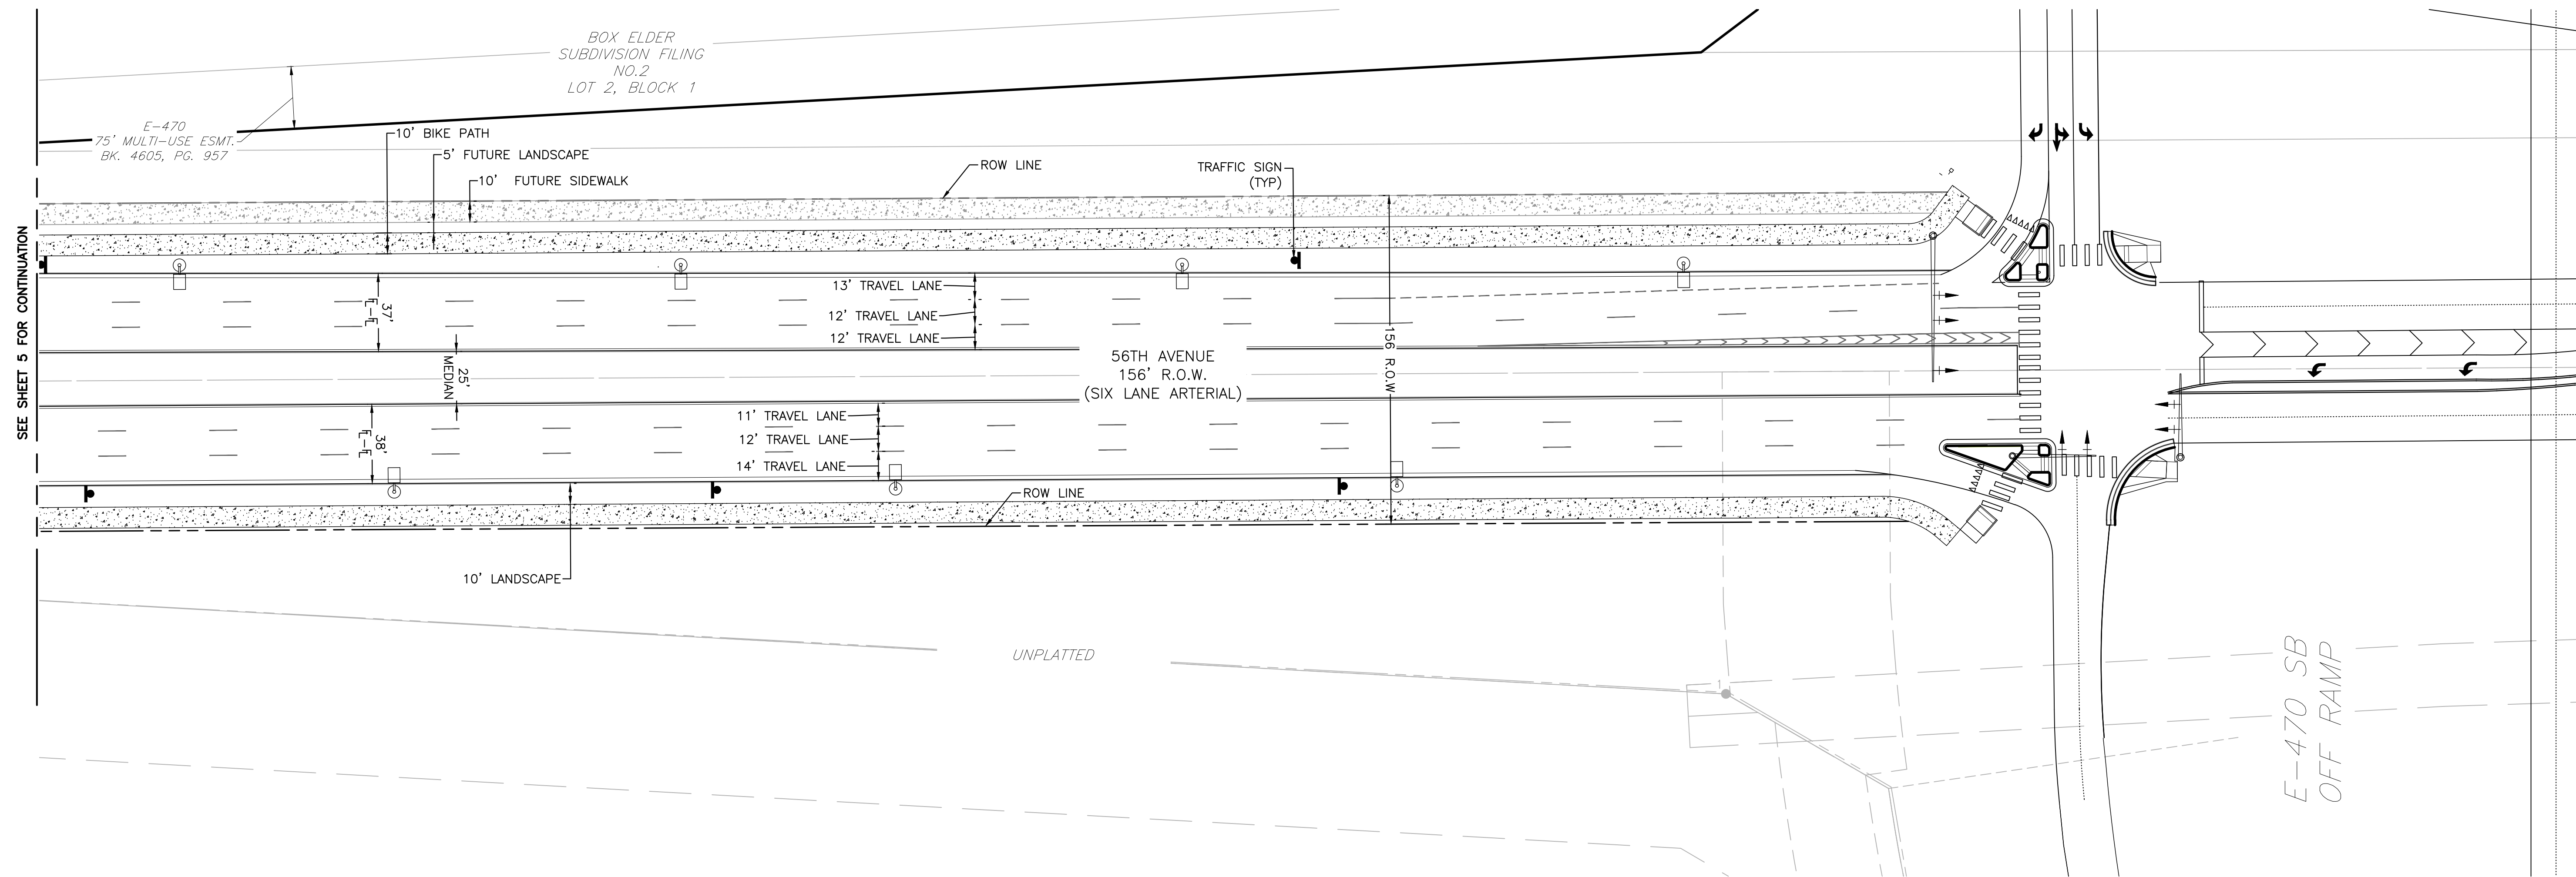 BOX ELDER
SUBDIVISION FILING
NO.2
LOT 2, BLOCK 1
E-470
75' MULTI-USE ESMT.
BK. 4605, PG. 957
10' BIKE PATH
5' FUTURE LANDSCAPE
10' FUTURE SIDEWALK
ROW LINE
TRAFFIC SIGN
(TYP)
SEE SHEET 5 FOR CONTINUATION
37'
13' TRAVEL LANE
12' TRAVEL LANE
12' TRAVEL LANE
156 R.O.W
56TH AVENUE
156' R.O.W.
(SIX LANE ARTERIAL)
25'
MEDIAN
38'
11' TRAVEL LANE
12' TRAVEL LANE
14' TRAVEL LANE
ROW LINE
10' LANDSCAPE
UNPLATTED
E-470 SB
OFF RAMP